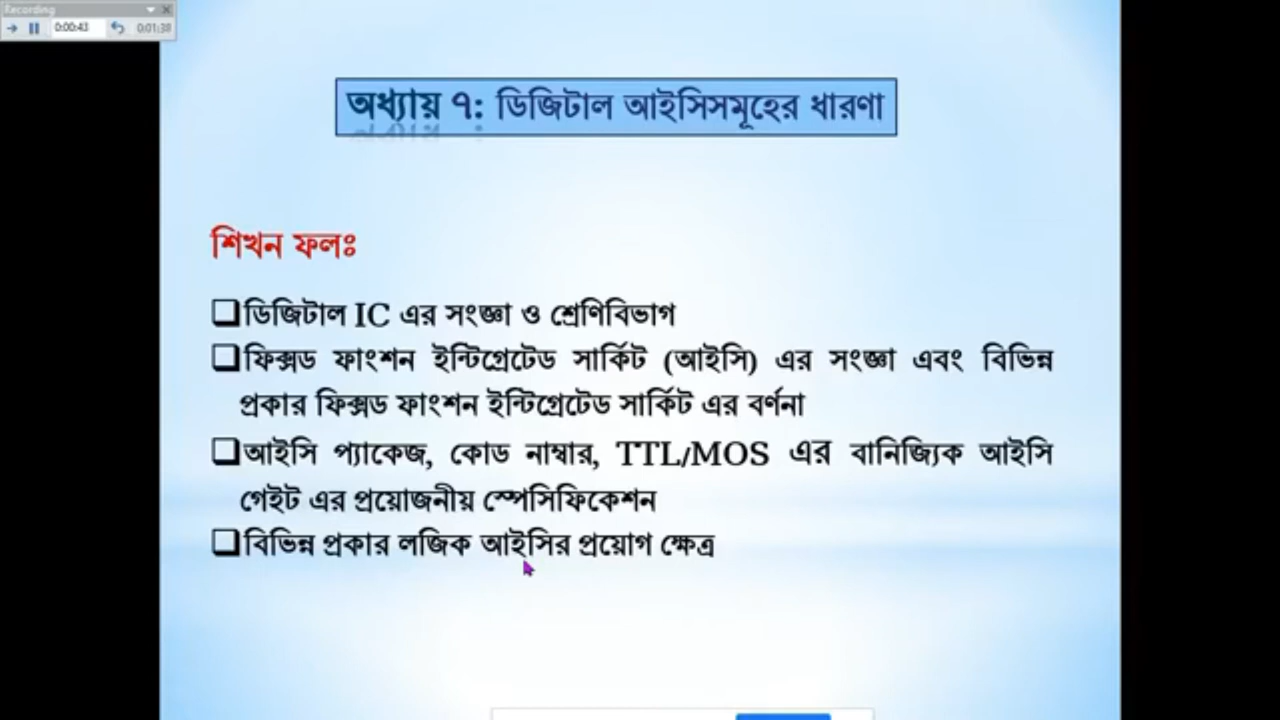 Recording
0:00:43
0:01:38
অধ্যায় ৭: ডিজিটাল আইসিসমূহের ধারণা
শিখন ফলঃ
ডিজিটাল IC এর সংজ্ঞা ও শ্রেণিবিভাগ
ফিক্সড ফাংশন ইন্টিগ্রেটেড সার্কিট (আইসি) এর সংজ্ঞা এবং বিভিন্ন
প্রকার ফিক্সড ফাংশন ইন্টিগ্রেটেড সার্কিট এর বর্ণনা
আইসি প্যাকেজ, কোড নাম্বার, TTL/MOS এর বানিজ্যিক আইসি
গেইট এর প্রয়োজনীয় স্পেসিফিকেশন
বিভিন্ন প্রকার লজিক আইসির প্রয়োগ ক্ষেত্র